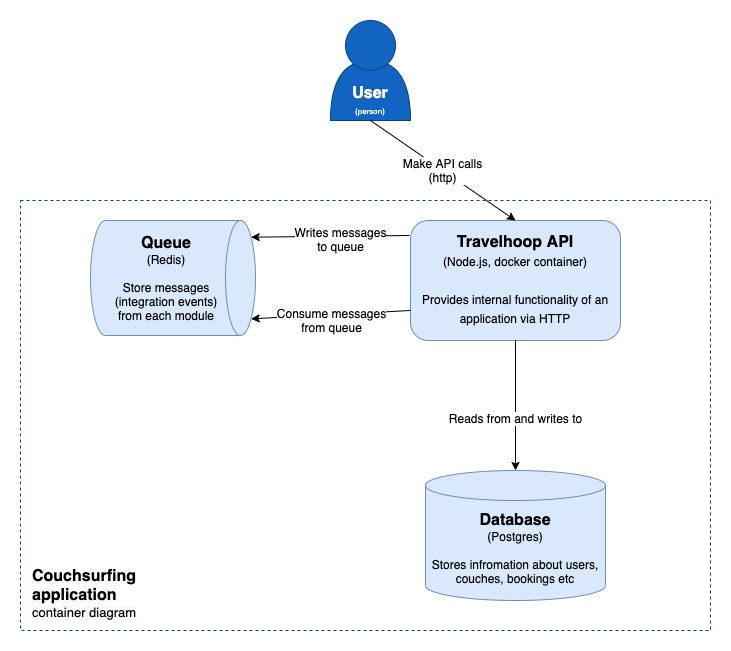 User
(person)
Make API calls
(http)
Queue
(Redis)
Store messages
(integration events)
from each module
Writes messages
to queue
Consume messages
from queue
Travelhoop API
(Node.js, docker container)
Provides internal functionality of an
application via HTTP
Reads from and writes to
Database
(Postgres)
Stores infromation about users,
couches, bookings etc
Couchsurfing
application
container diagram